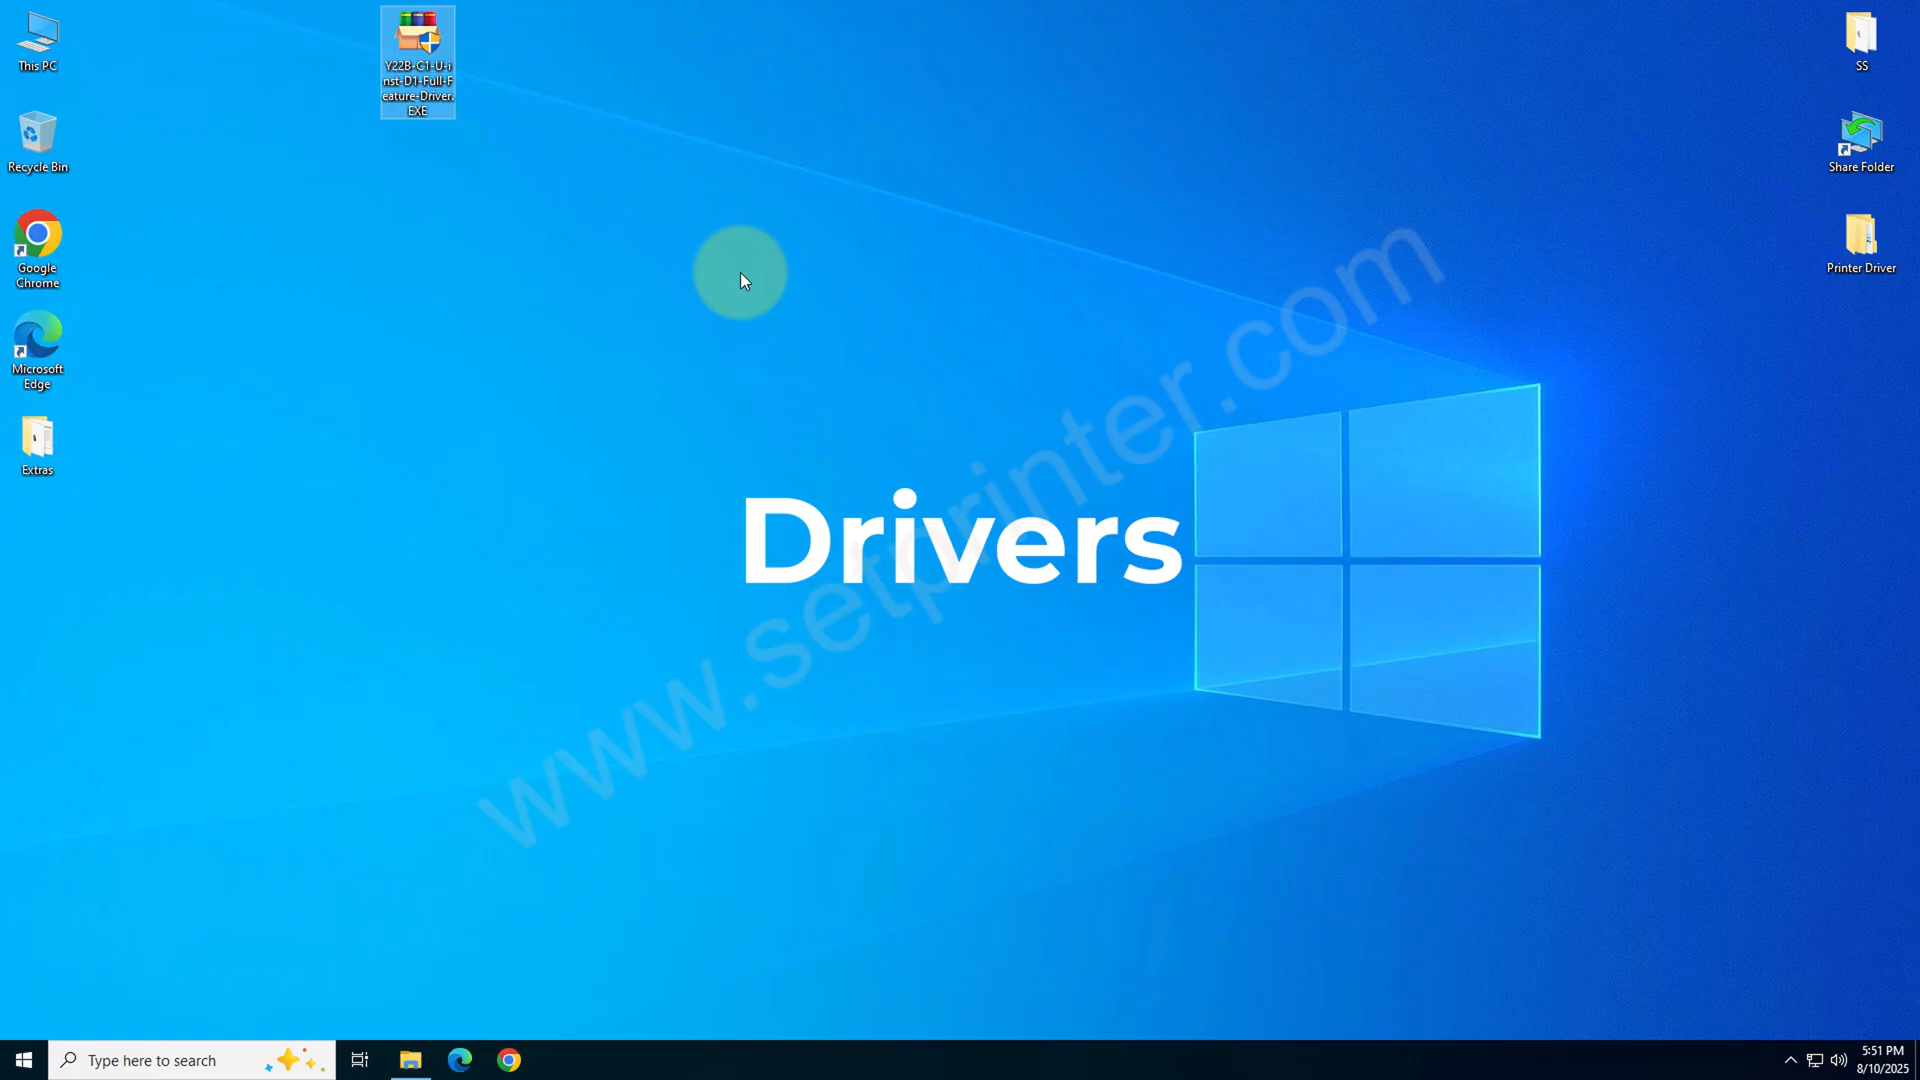 This PC
Recycle Bin
Google
Chrome
Microsoft
Edge
Extras
Y22B-C1-U-i
nst-D1-Full-F
eature-Driver.
EXE
SS
Share Folder
Printer Driver
Drivers
www.setprinter.com
Type here to search
5:51 PM
8/10/2025